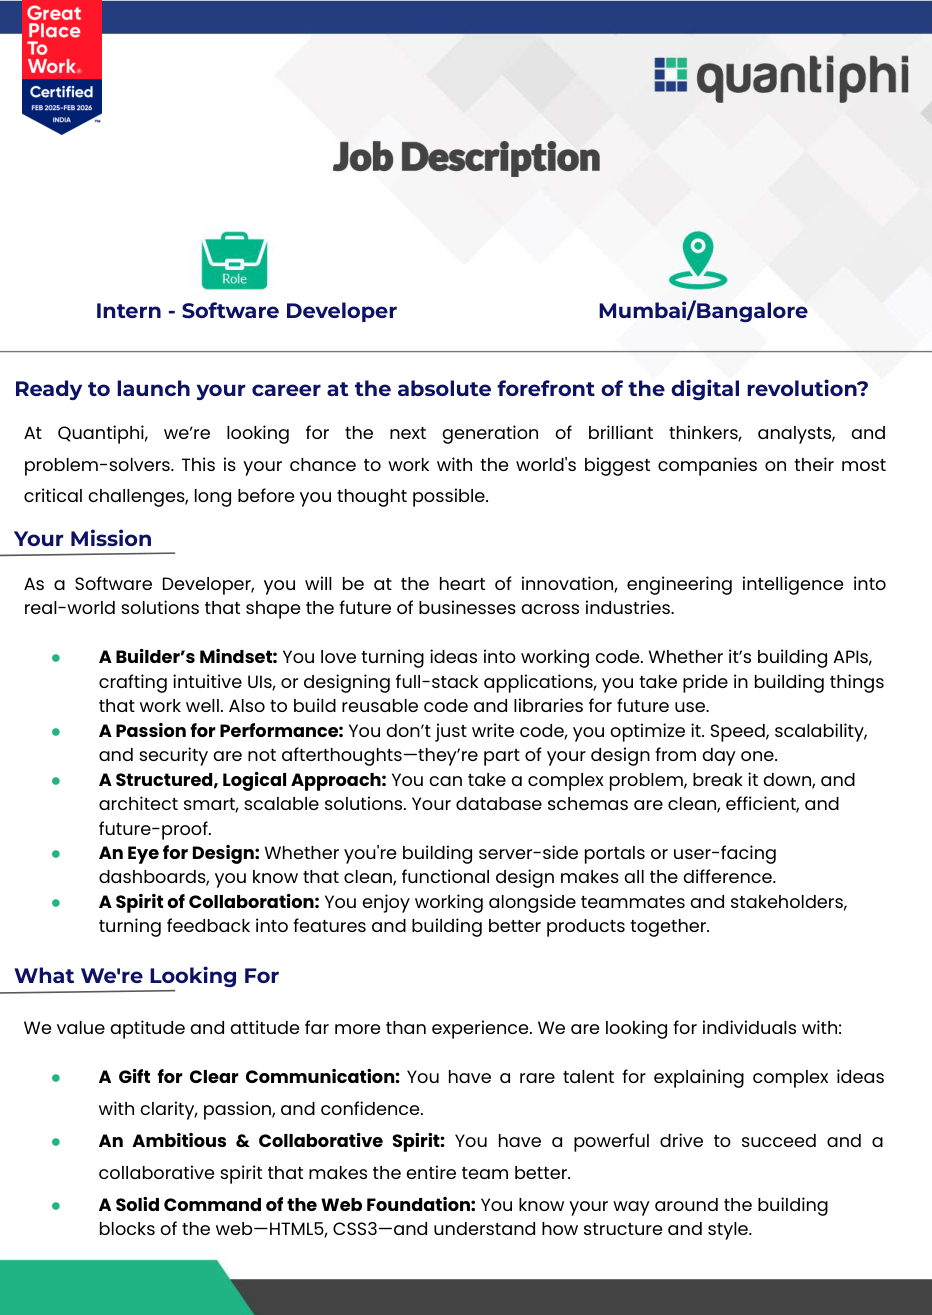 Great
Place
To
Work®
Certified
FEB 2025-FEB 2026
INDIA
™
quantiphi
Job Description
Role
Intern - Software Developer
Mumbai/Bangalore
Ready to launch your career at the absolute forefront of the digital revolution?
At Quantiphi, we’re looking for the next generation of brilliant thinkers, analysts, and
problem-solvers. This is your chance to work with the world's biggest companies on their most
critical challenges, long before you thought possible.
Your Mission
As a Software Developer, you will be at the heart of innovation, engineering intelligence into
real-world solutions that shape the future of businesses across industries.
● A Builder’s Mindset: You love turning ideas into working code. Whether it’s building APIs,
crafting intuitive UIs, or designing full-stack applications, you take pride in building things
that work well. Also to build reusable code and libraries for future use.
● A Passion for Performance: You don’t just write code, you optimize it. Speed, scalability,
and security are not afterthoughts—they’re part of your design from day one.
● A Structured, Logical Approach: You can take a complex problem, break it down, and
architect smart, scalable solutions. Your database schemas are clean, efficient, and
future-proof.
● An Eye for Design: Whether you're building server-side portals or user-facing
dashboards, you know that clean, functional design makes all the difference.
● A Spirit of Collaboration: You enjoy working alongside teammates and stakeholders,
turning feedback into features and building better products together.
What We're Looking For
We value aptitude and attitude far more than experience. We are looking for individuals with:
● A Gift for Clear Communication: You have a rare talent for explaining complex ideas
with clarity, passion, and confidence.
● An Ambitious & Collaborative Spirit: You have a powerful drive to succeed and a
collaborative spirit that makes the entire team better.
● A Solid Command of the Web Foundation: You know your way around the building
blocks of the web—HTML5, CSS3—and understand how structure and style.